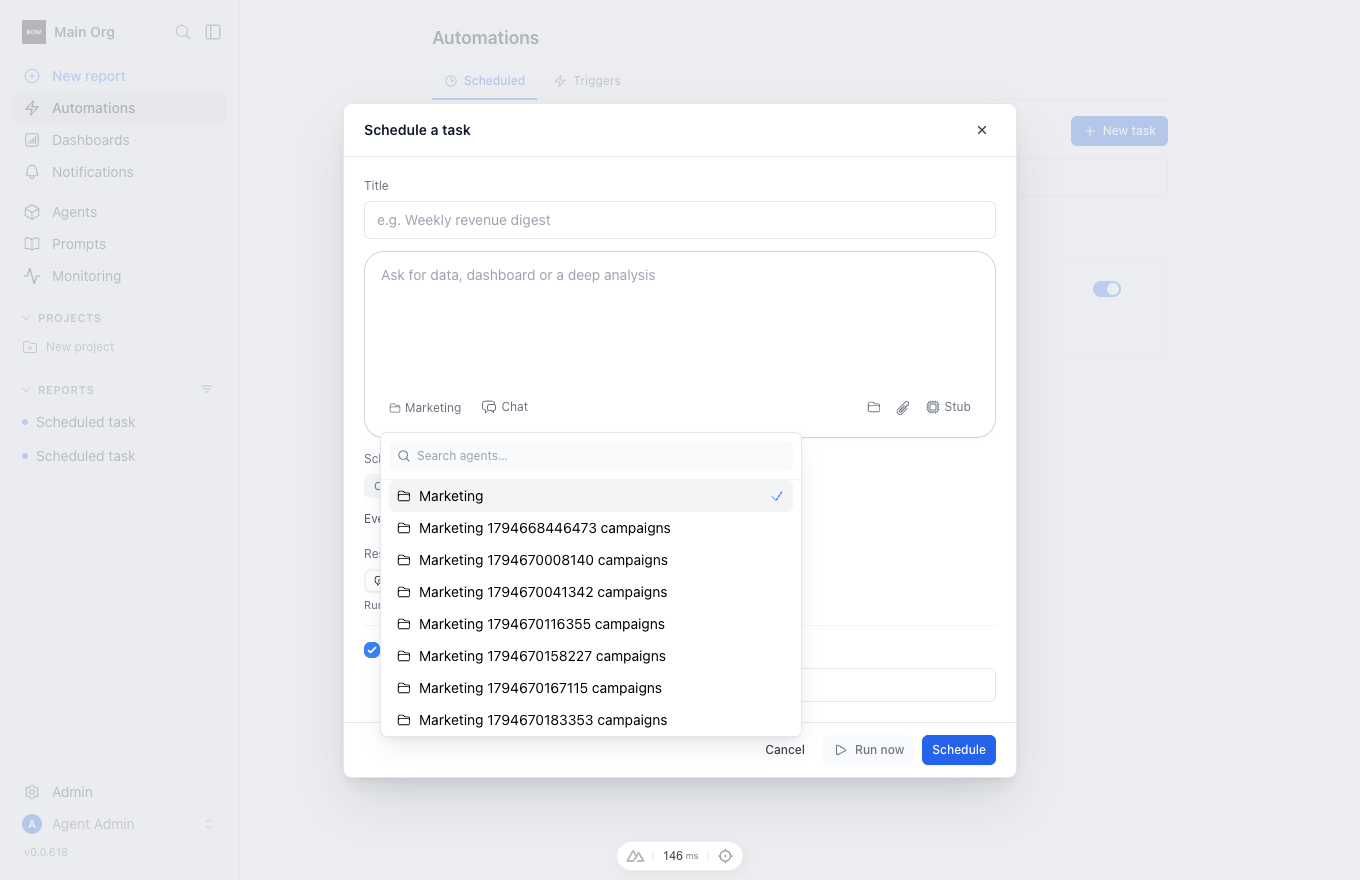 BOW
Main Org
New report
Automations
Dashboards
Notifications
Agents
Prompts
Monitoring
PROJECTS
New project
REPORTS
Scheduled task
Scheduled task
Admin
A
Agent Admin
v0.0.618
Automations
Scheduled
Triggers
New task
Schedule a task
Title
e.g. Weekly revenue digest
Ask for data, dashboard or a deep analysis
Marketing
Chat
Stub
Search agents...
Marketing
Marketing 1794668446473 campaigns
Marketing 1794670008140 campaigns
Marketing 1794670041342 campaigns
Marketing 1794670116355 campaigns
Marketing 1794670158227 campaigns
Marketing 1794670167115 campaigns
Marketing 1794670183353 campaigns
Cancel
Run now
Schedule
146 ms